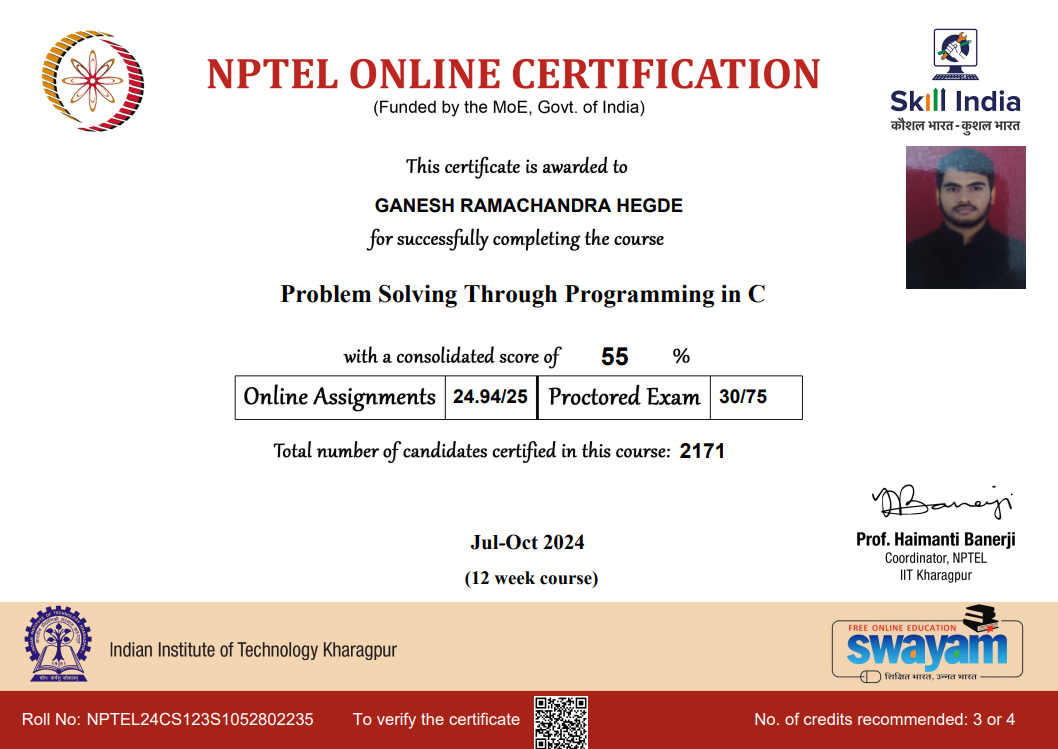 NPTEL ONLINE CERTIFICATION
(Funded by the MoE, Govt. of India)
Skill India
कौशल भारत - कुशल भारत
This certificate is awarded to
GANESH RAMACHANDRA HEGDE
for successfully completing the course
Problem Solving Through Programming in C
with a consolidated score of 55 %
Online Assignments 24.94/25 Proctored Exam 30/75
Total number of candidates certified in this course: 2171
Jul-Oct 2024
(12 week course)
Prof. Haimanti Banerji
Coordinator, NPTEL
IIT Kharagpur
Indian Institute of Technology Kharagpur
FREE ONLINE EDUCATION
swayam
शिक्षित भारत, उन्नत भारत
Roll No: NPTEL24CS123S1052802235
To verify the certificate
No. of credits recommended: 3 or 4